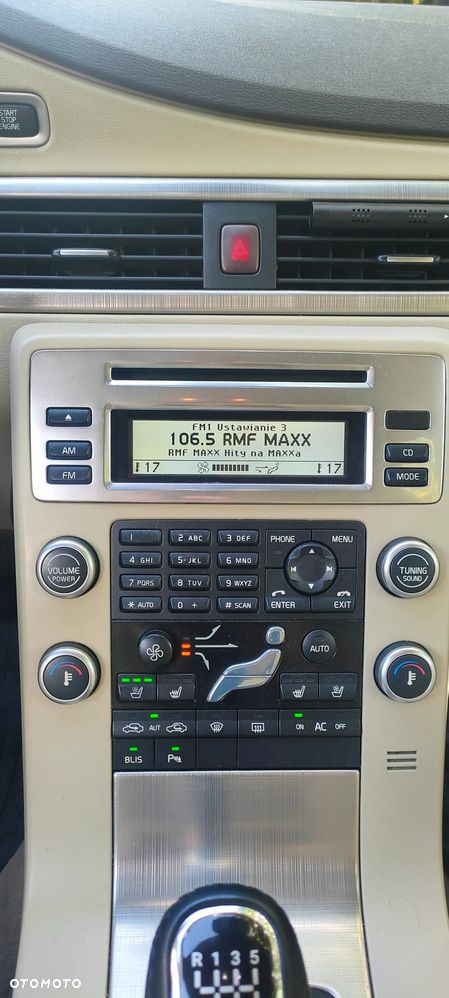 START
STOP
ENGINE
FM1 Ustawianie 3
106.5 RMF MAXX
RMF MAXX Hity na MAXXa
17 17
AM
FM
CD
MODE
1 2 ABC 3 DEF
4 GHI 5·JKL 6 MNO
7 PQRS 8 TUV 9 WXYZ
* AUTO 0 + # SCAN
PHONE MENU
ENTER EXIT
VOLUME
POWER
TUNING
SOUND
AUTO
AUT
ON AC OFF
BLIS
R 1 3 5
OTOMOTO